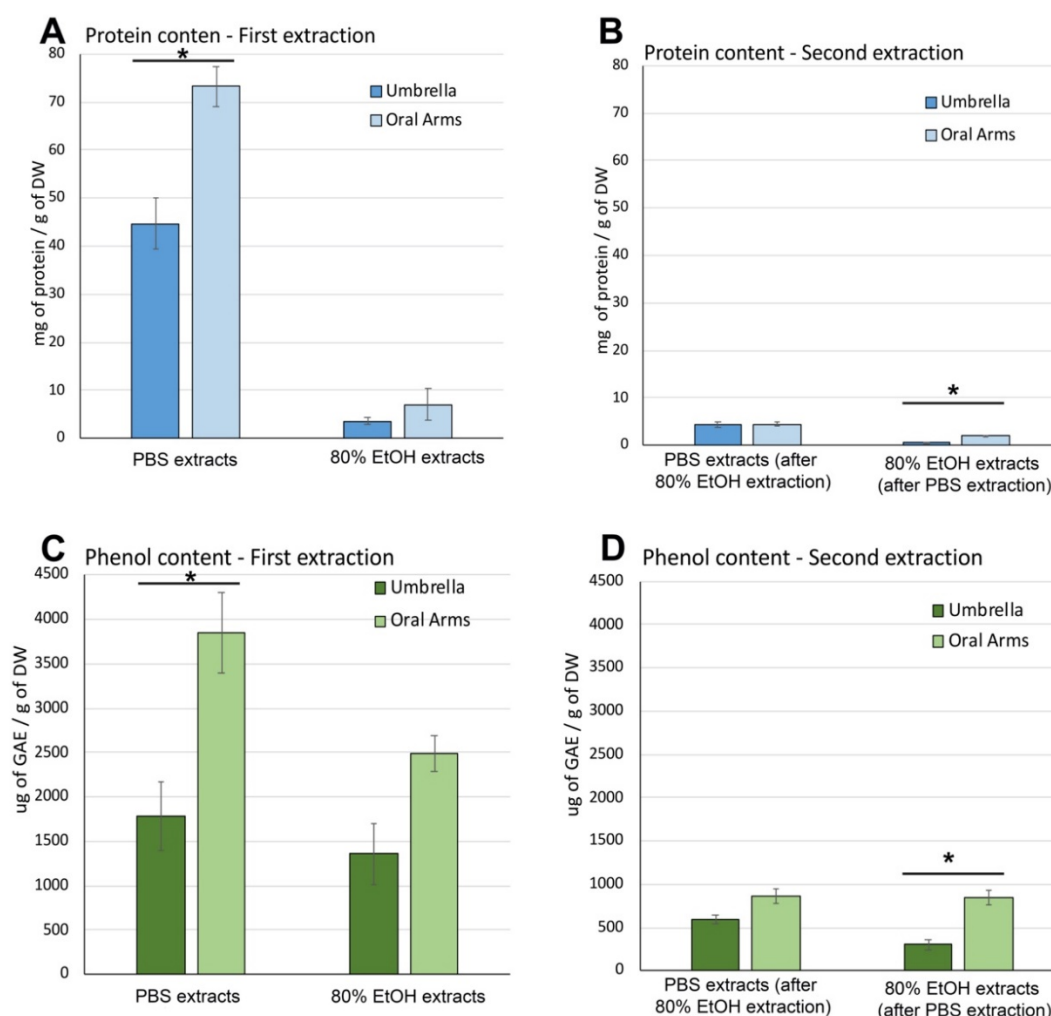 A
Protein conten - First extraction
*
80
70
60
50
40
30
20
10
0
mg of protein / g of DW
Umbrella
Oral Arms
PBS extracts
80% EtOH extracts
B
Protein content - Second extraction
80
70
60
50
40
30
20
10
0
mg of protein / g of DW
Umbrella
Oral Arms
*
PBS extracts (after
80% EtOH extraction)
80% EtOH extracts
(after PBS extraction)
C
Phenol content - First extraction
*
4500
4000
3500
3000
2500
2000
1500
1000
500
0
ug of GAE / g of DW
Umbrella
Oral Arms
PBS extracts
80% EtOH extracts
D
Phenol content - Second extraction
4500
4000
3500
3000
2500
2000
1500
1000
500
0
ug of GAE / g of DW
Umbrella
Oral Arms
*
PBS extracts (after
80% EtOH extraction)
80% EtOH extracts
(after PBS extraction)